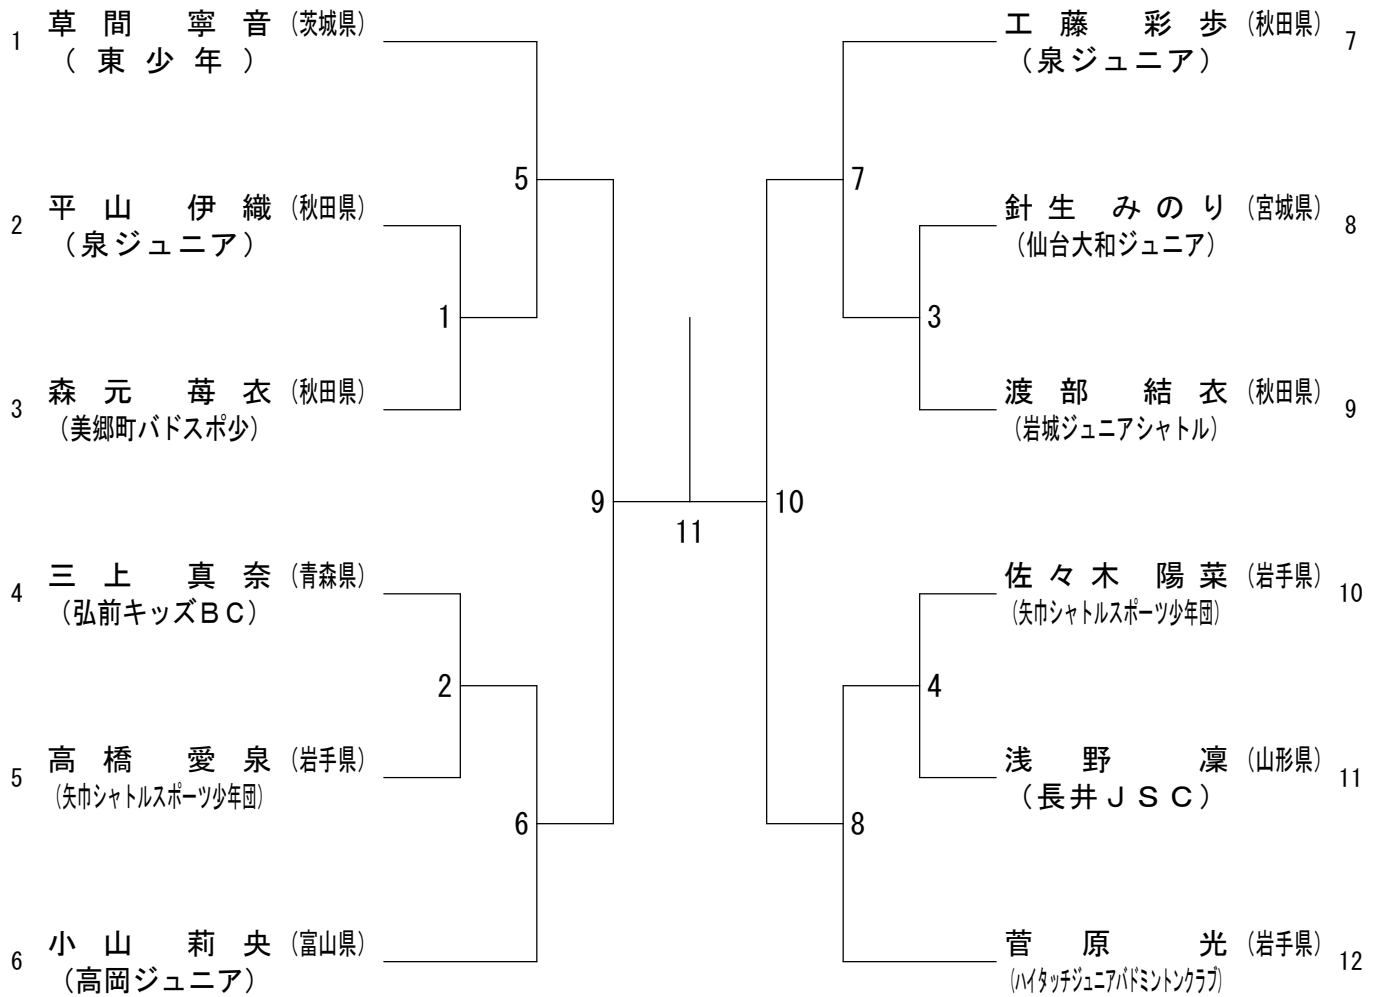 1 草間 寧音 (茨城県)
(東少年)
2 平山 伊織 (秋田県)
(泉ジュニア)
3 森元 苺衣 (秋田県)
(美郷町バドスポ少)
4 三上 真奈 (青森県)
(弘前キッズBC)
5 高橋 愛泉 (岩手県)
(矢巾シャトルスポーツ少年団)
6 小山 莉央 (富山県)
(高岡ジュニア)
1
2
5
6
9
11
10
7
8
3
4
工藤 彩歩 (秋田県) 7
(泉ジュニア)
針生 みのり (宮城県) 8
(仙台大和ジュニア)
渡部 結衣 (秋田県) 9
(岩城ジュニアシャトル)
佐々木 陽菜 (岩手県) 10
(矢巾シャトルスポーツ少年団)
浅野 凜 (山形県) 11
(長井JSC)
菅原 光 (岩手県) 12
(ハイタッチジュニアバドミントンクラブ)